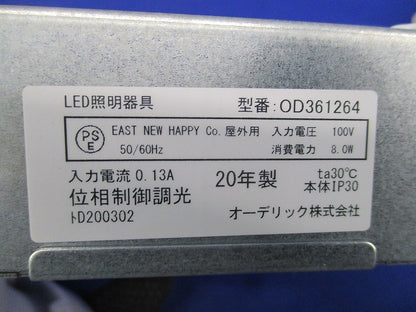 LED照明器具 型番:OD361264
PS E EAST NEW HAPPY Co. 屋外用 入力電圧 100V
50/60Hz 消費電力 8.0W
入力電流 0.13A 20年製 ta30℃
位相制御調光 本体IP30
ﾄD200302 オーデリック株式会社